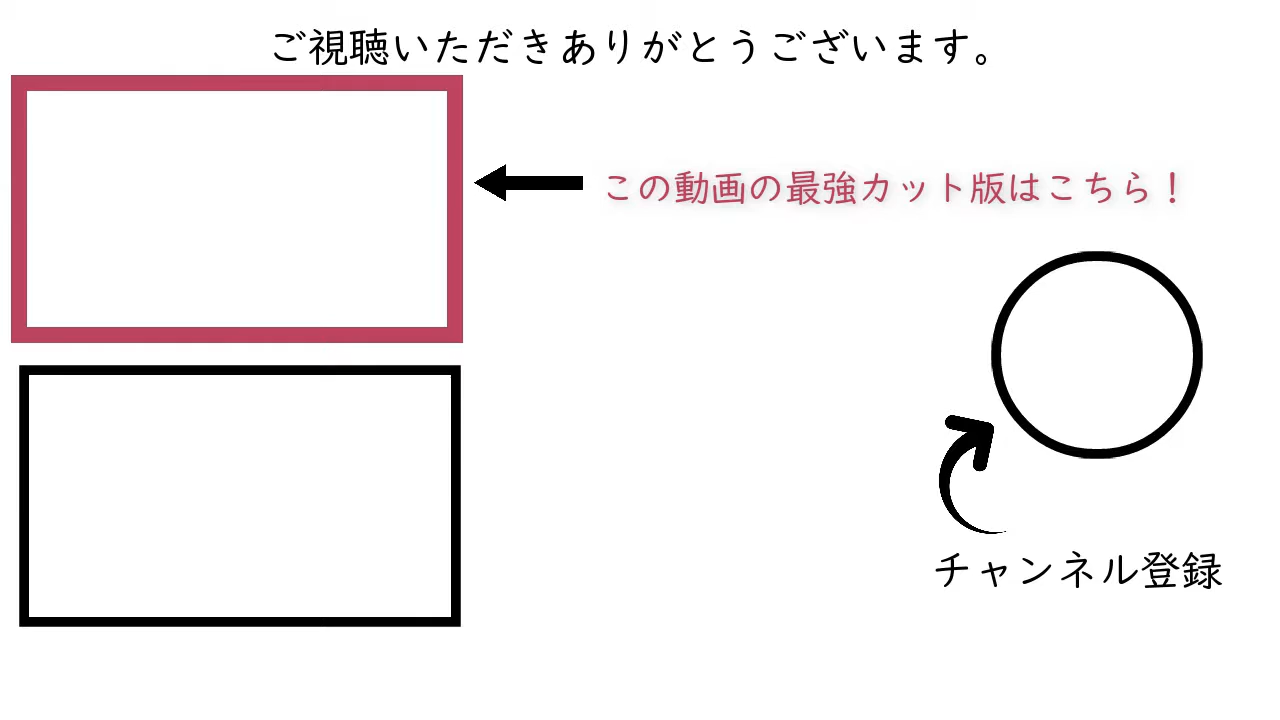 ご視聴いただきありがとうございます。
この動画の最強カット版はこちら！
チャンネル登録